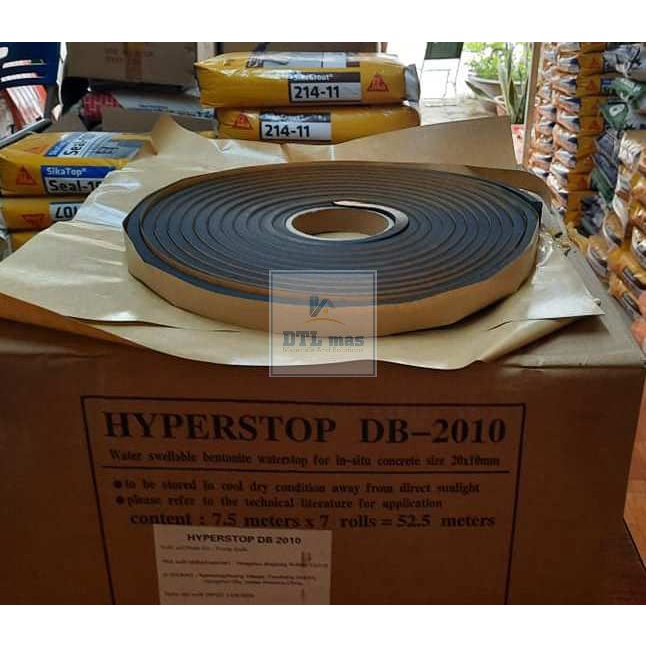 SikaGrout®
214-11
214-11
SikaTop®
Seal-10
DTL mas
HYPERSTOP DB-2010
Water swellable bentonite waterstop for in-situ concrete size 20x10mm
● to be stored in cool dry condition away from direct sunlight
● please refer to the technical literature for application
content : 7.5 meters x 7 rolls = 52.5 meters
HYPERSTOP DB 2010